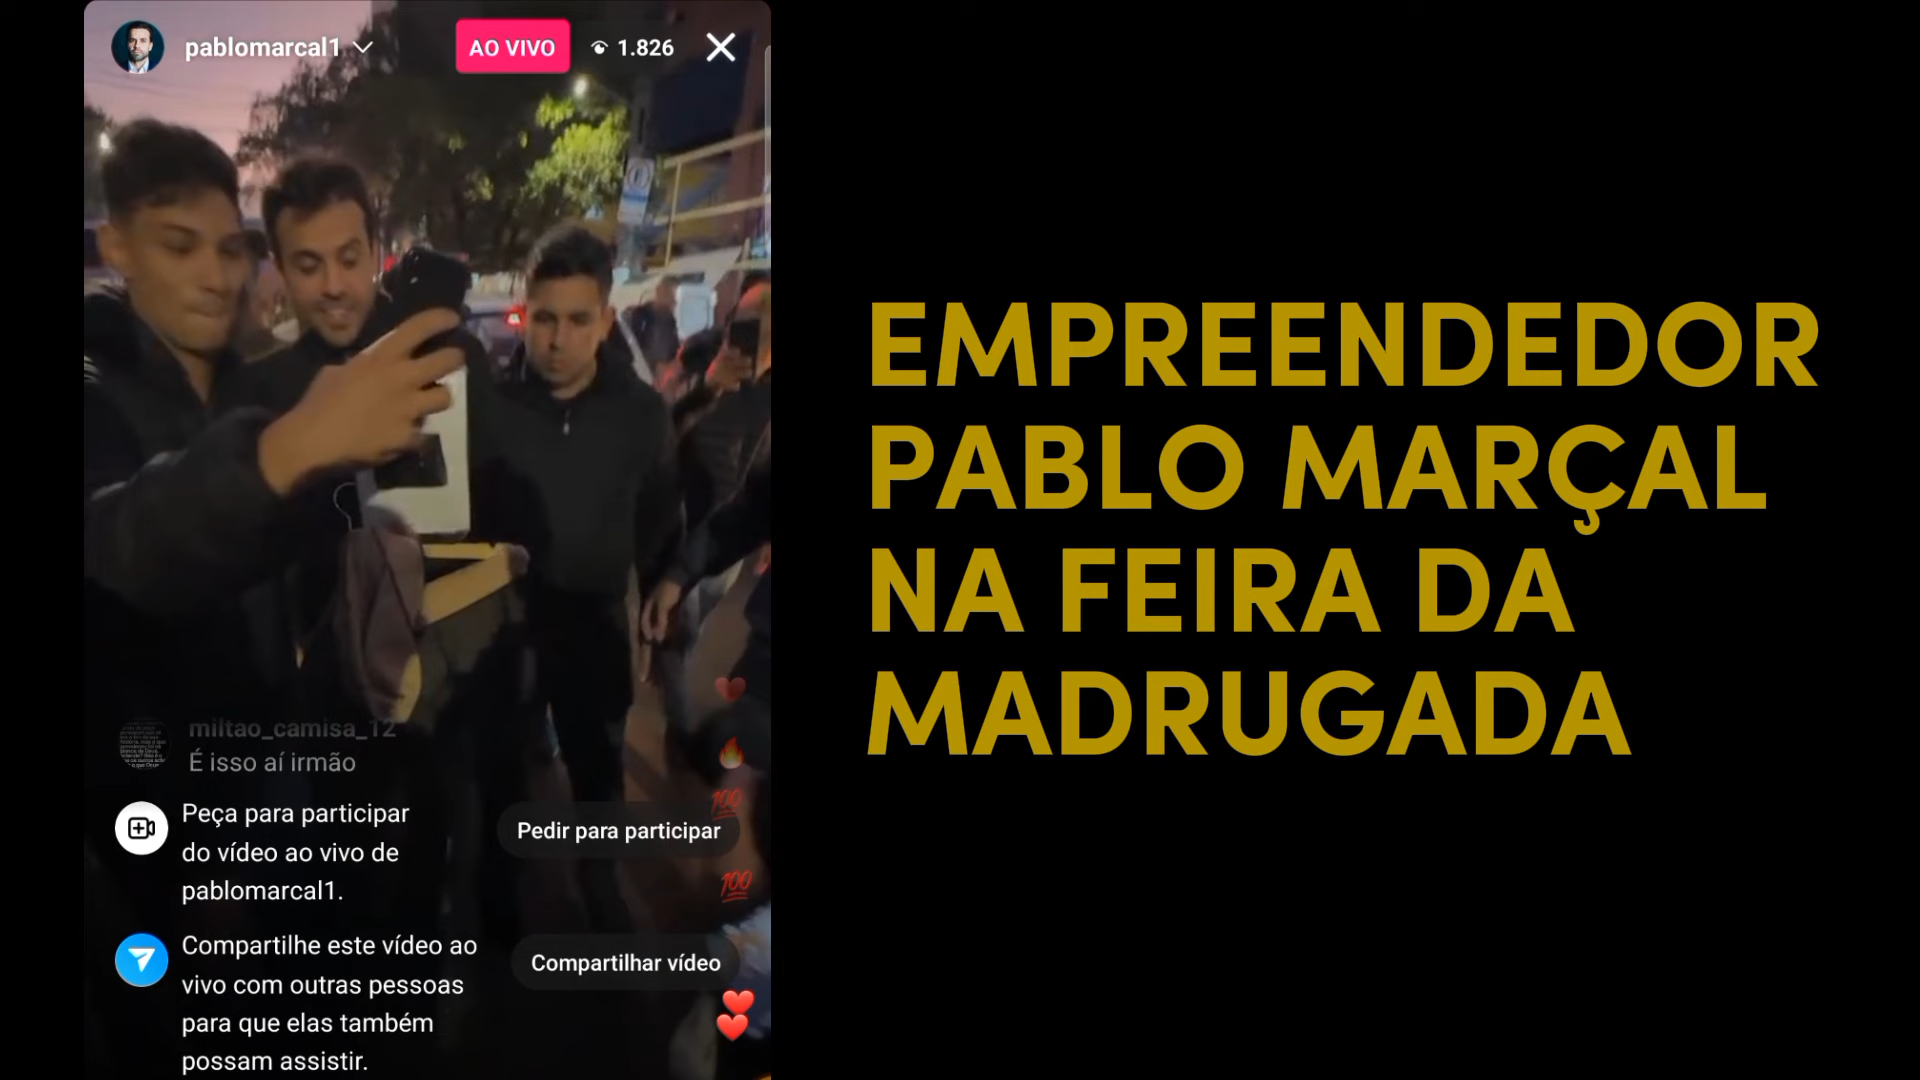 pablomarcal1
AO VIVO
1.826
EMPREENDEDOR
PABLO MARÇAL
NA FEIRA DA
MADRUGADA
miltao_camisa_12
É isso aí irmão
Peça para participar
do vídeo ao vivo de
pablomarcal1.
Pedir para participar
100
100
Compartilhe este vídeo ao
vivo com outras pessoas
para que elas também
possam assistir.
Compartilhar vídeo